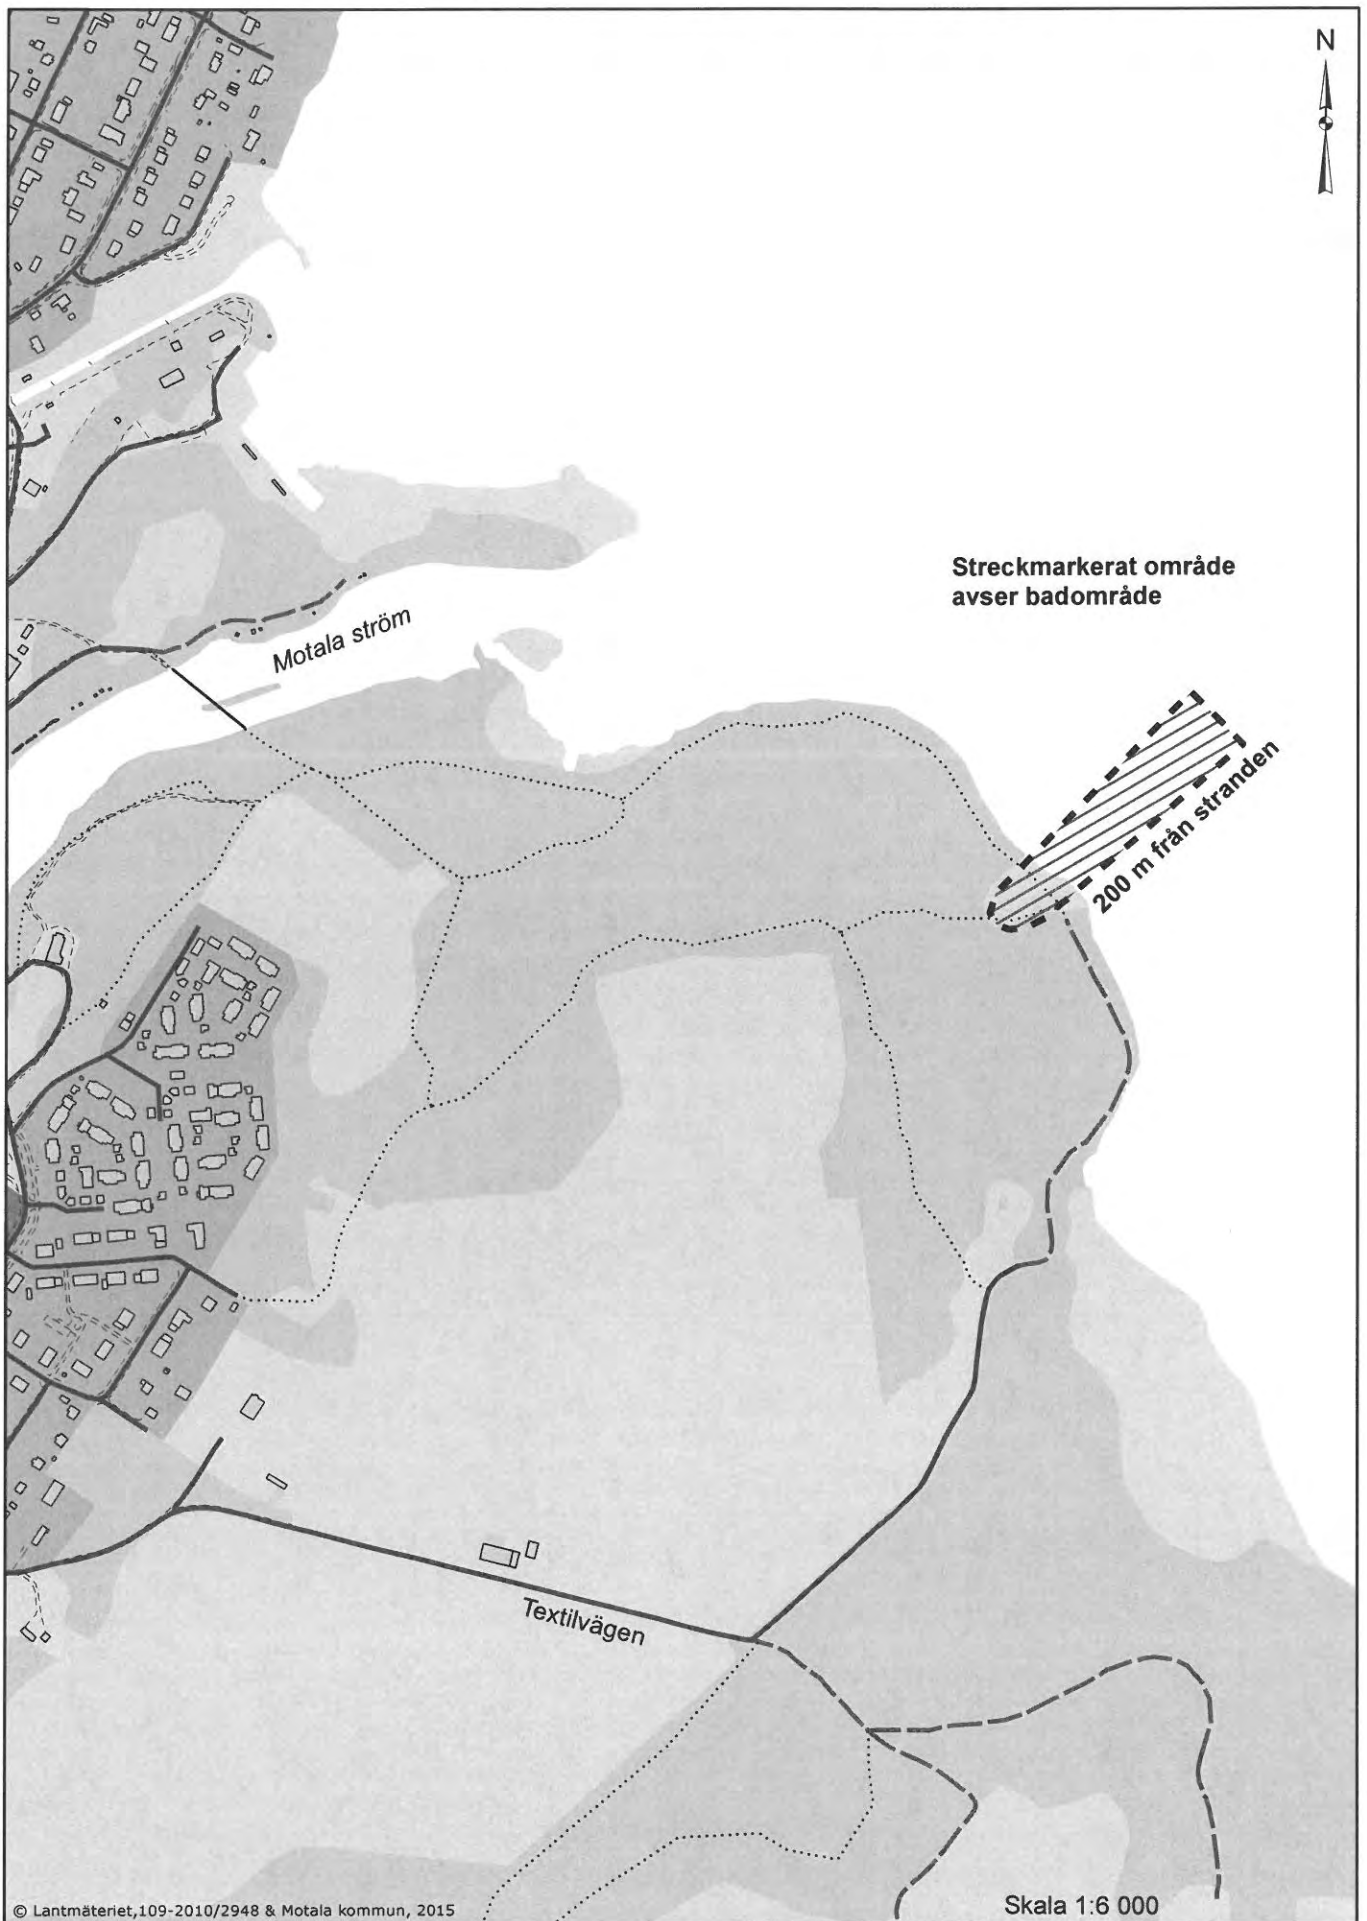 N
Streckmarkerat område
avser badområde
Motala ström
200 m från stranden
Textilvägen
© Lantmäteriet,109-2010/2948 & Motala kommun, 2015
Skala 1:6 000